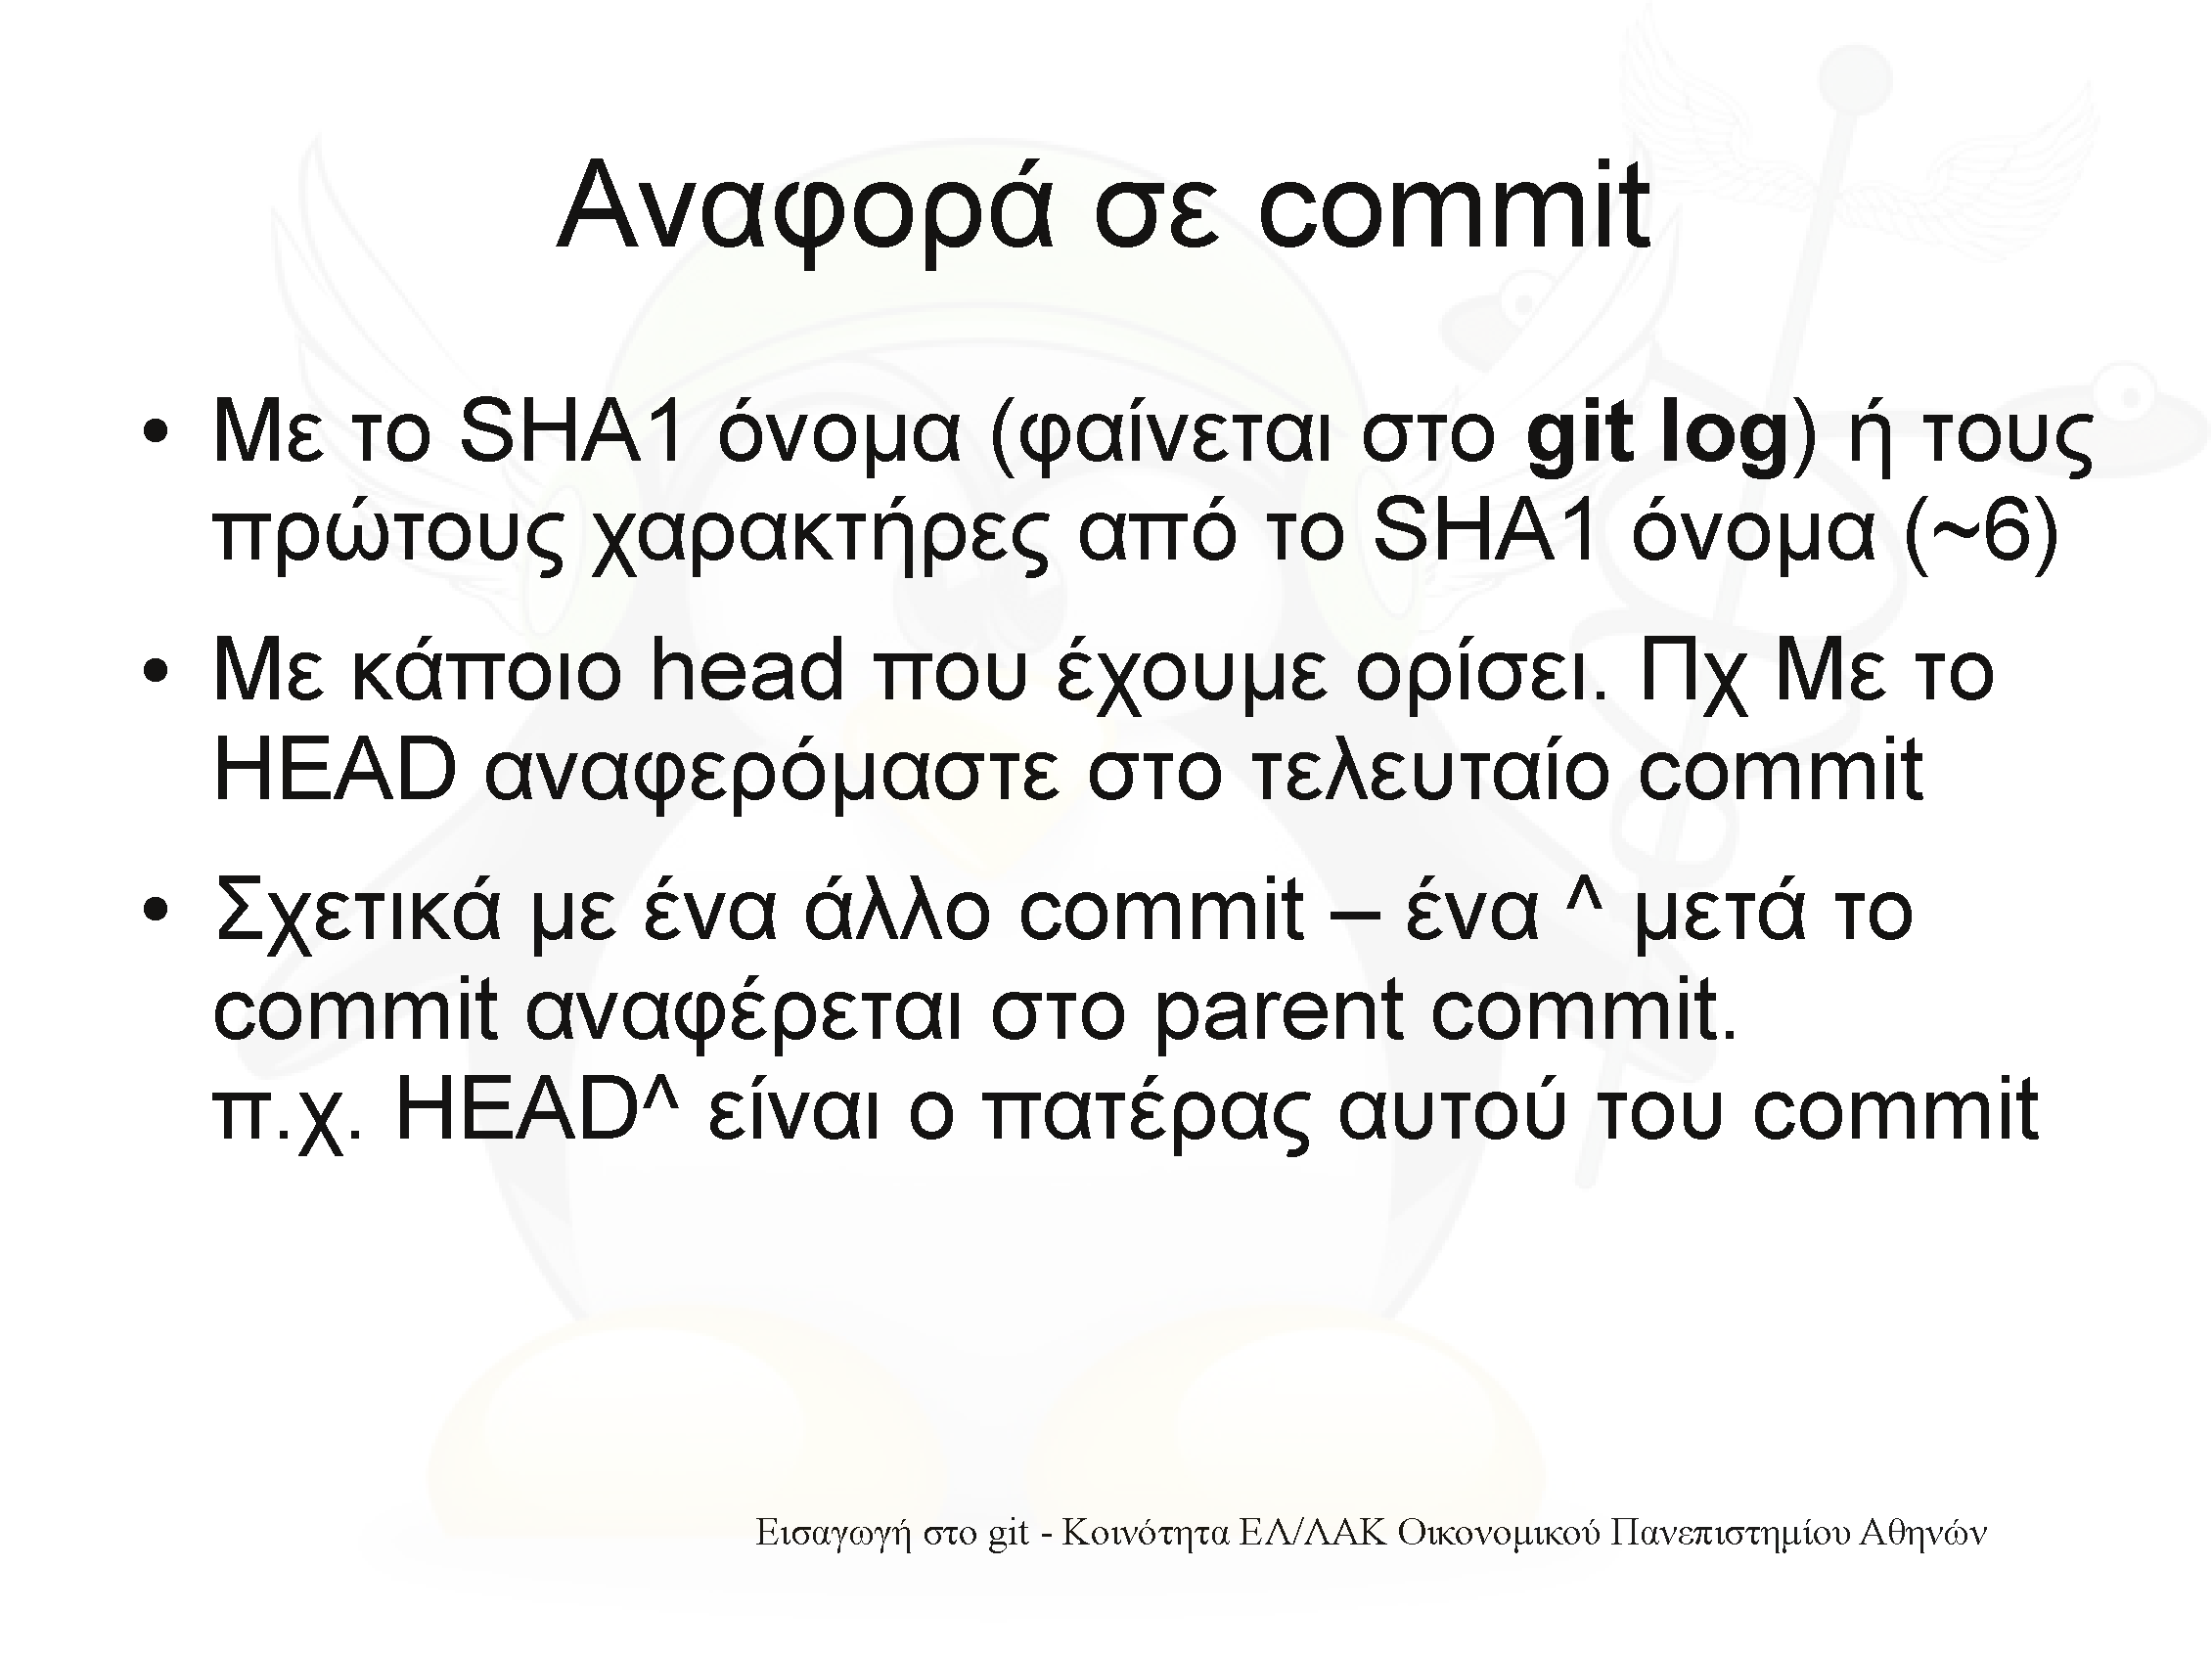 Αναφορά σε commit
• Με το SHA1 όνομα (φαίνεται στο git log) ή τους
πρώτους χαρακτήρες από το SHA1 όνομα (~6)
• Με κάποιο head που έχουμε ορίσει. Πχ Με το
HEAD αναφερόμαστε στο τελευταίο commit
• Σχετικά με ένα άλλο commit – ένα ^ μετά το
commit αναφέρεται στο parent commit.
π.χ. HEAD^ είναι ο πατέρας αυτού του commit
Εισαγωγή στο git - Κοινότητα ΕΛ/ΛΑΚ Οικονομικού Πανεπιστημίου Αθηνών